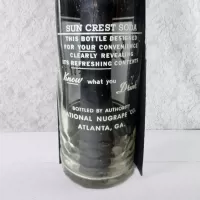 SUN CREST SODA
THIS BOTTLE DESIGNED
FOR YOUR CONVENIENCE
CLEARLY REVEALING
ITS REFRESHING CONTENTS
Know what you Drink
BOTTLED BY AUTHORITY
NATIONAL NUGRAPE CO.
ATLANTA, GA.